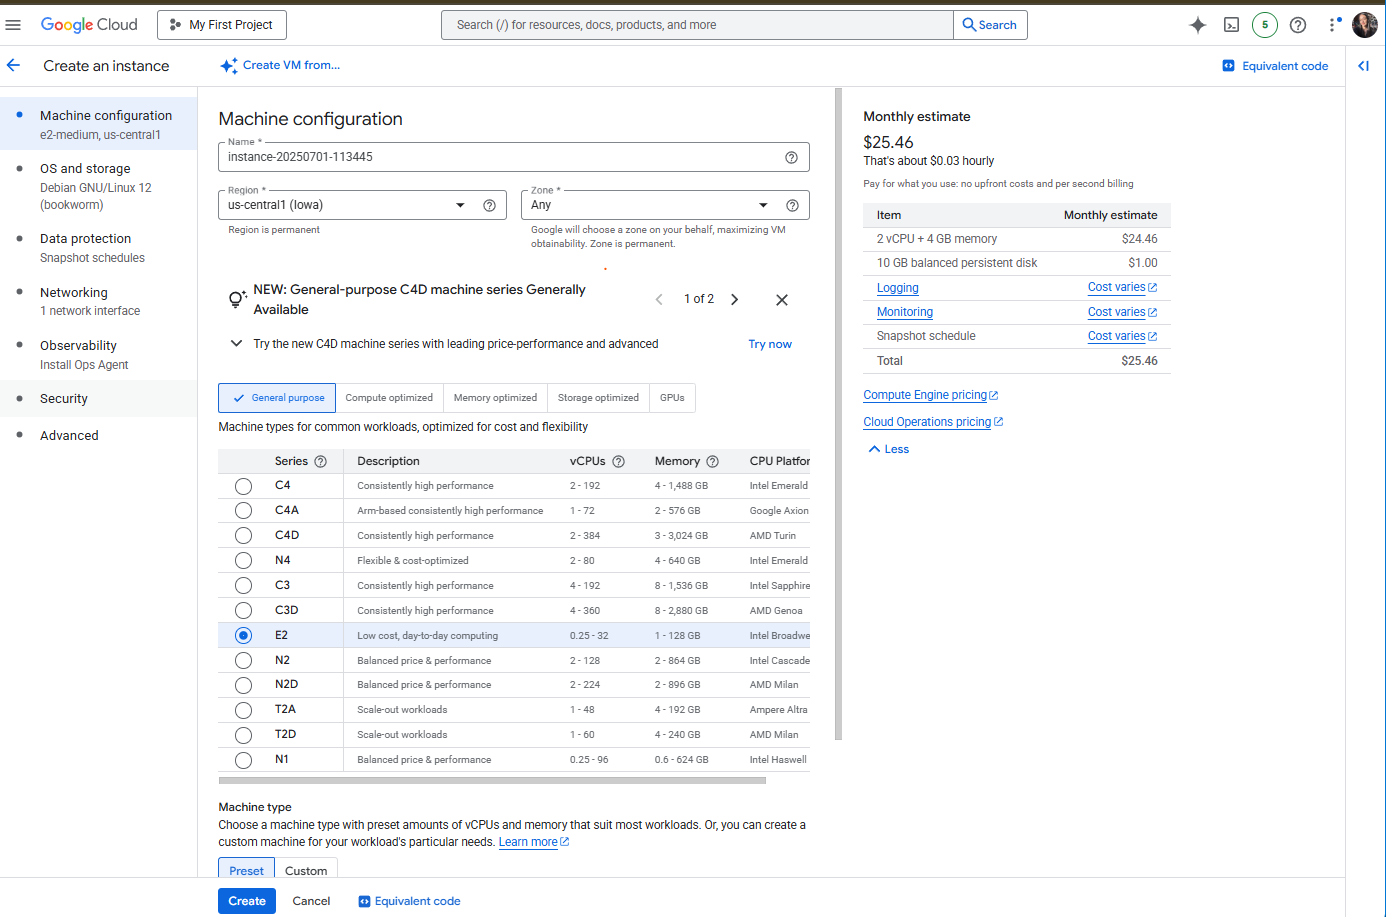 Google Cloud
My First Project
Search (/) for resources, docs, products, and more
Search
5
Create an instance
Create VM from...
Equivalent code
Machine configuration
e2-medium, us-central1
OS and storage
Debian GNU/Linux 12
(bookworm)
Data protection
Snapshot schedules
Networking
1 network interface
Observability
Install Ops Agent
Security
Advanced
Machine configuration
Name *
instance-20250701-113445
Region *
us-central1 (Iowa)
Region is permanent
Zone *
Any
Google will choose a zone on your behalf, maximizing VM
obtainability. Zone is permanent.
NEW: General-purpose C4D machine series Generally
Available
1 of 2
Try the new C4D machine series with leading price-performance and advanced
Try now
General purpose Compute optimized Memory optimized Storage optimized GPUs
Machine types for common workloads, optimized for cost and flexibility
Series Description vCPUs Memory CPU Platfor
C4 Consistently high performance 2 - 192 4 - 1,488 GB Intel Emerald
C4A Arm-based consistently high performance 1 - 72 2 - 576 GB Google Axion
C4D Consistently high performance 2 - 384 3 - 3,024 GB AMD Turin
N4 Flexible & cost-optimized 2 - 80 4 - 640 GB Intel Emerald
C3 Consistently high performance 4 - 192 8 - 1,536 GB Intel Sapphire
C3D Consistently high performance 4 - 360 8 - 2,880 GB AMD Genoa
E2 Low cost, day-to-day computing 0.25 - 32 1 - 128 GB Intel Broadwe
N2 Balanced price & performance 2 - 128 2 - 864 GB Intel Cascade
N2D Balanced price & performance 2 - 224 2 - 896 GB AMD Milan
T2A Scale-out workloads 1 - 48 4 - 192 GB Ampere Altra
T2D Scale-out workloads 1 - 60 4 - 240 GB AMD Milan
N1 Balanced price & performance 0.25 - 96 0.6 - 624 GB Intel Haswell
Machine type
Choose a machine type with preset amounts of vCPUs and memory that suit most workloads. Or, you can create a
custom machine for your workload's particular needs. Learn more
Preset Custom
Create Cancel Equivalent code
Monthly estimate
$25.46
That's about $0.03 hourly
Pay for what you use: no upfront costs and per second billing
Item Monthly estimate
2 vCPU + 4 GB memory $24.46
10 GB balanced persistent disk $1.00
Logging Cost varies
Monitoring Cost varies
Snapshot schedule Cost varies
Total $25.46
Compute Engine pricing
Cloud Operations pricing
Less